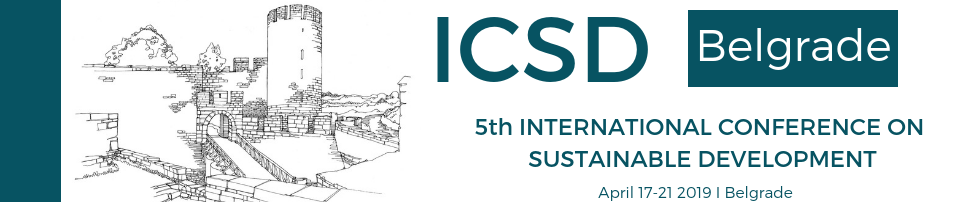 ICSD Belgrade
5th INTERNATIONAL CONFERENCE ON
SUSTAINABLE DEVELOPMENT
April 17-21 2019 I Belgrade